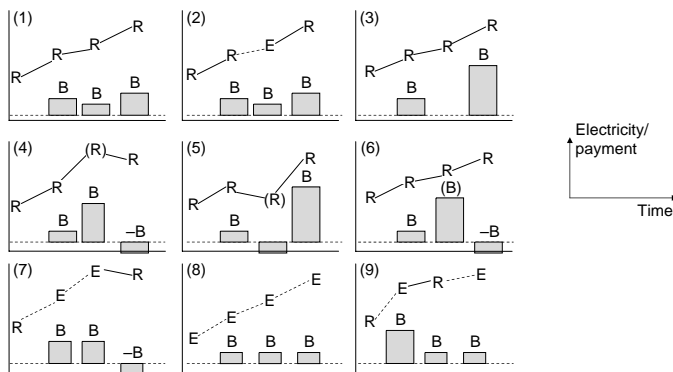 (1) (2) (3)
R R R R
R R E R
R R R R
B B B
B B B
B B
Electricity/
payment
Time
(4) (5) (6)
R R (R) R
R R (R) R
R R R R
B B –B
B B
B (B) –B
(7) (8) (9)
R E E R
E E E E
R E R E
B B –B
B B B
B B B